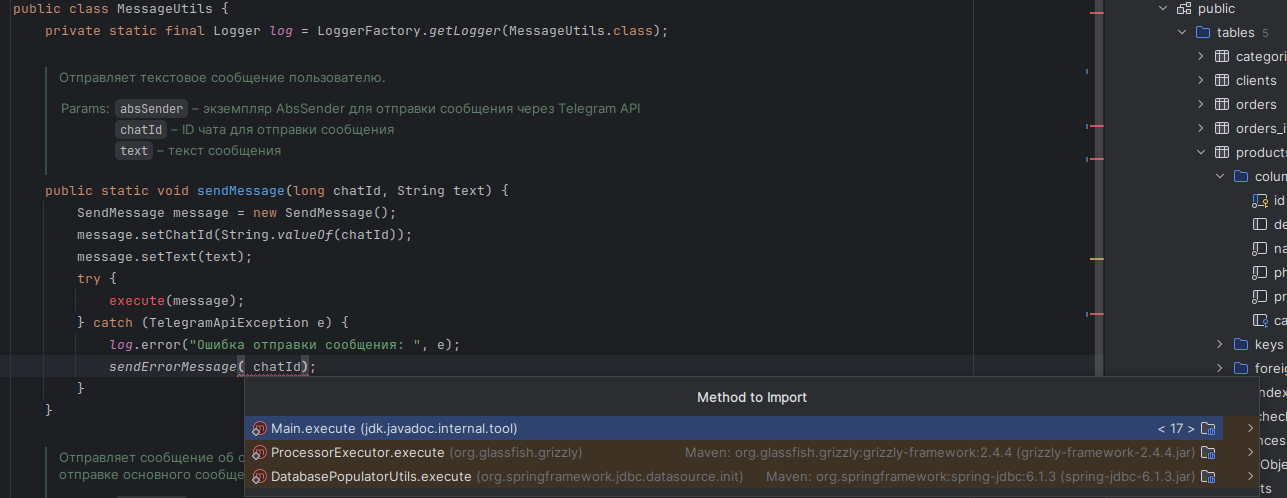 public class MessageUtils {
private static final Logger log = LoggerFactory.getLogger(MessageUtils.class);
Отправляет текстовое сообщение пользователю.
Params: absSender – экземпляр AbsSender для отправки сообщения через Telegram API
chatId – ID чата для отправки сообщения
text – текст сообщения
public static void sendMessage(long chatId, String text) {
SendMessage message = new SendMessage();
message.setChatId(String.valueOf(chatId));
message.setText(text);
try {
execute(message);
} catch (TelegramApiException e) {
log.error("Ошибка отправки сообщения: ", e);
sendErrorMessage( chatId);
}
}
Отправляет сообщение об о
отправке основного сообще
Method to Import
Main.execute (jdk.javadoc.internal.tool) < 17 >
ProcessorExecutor.execute (org.glassfish.grizzly) Maven: org.glassfish.grizzly:grizzly-framework:2.4.4 (grizzly-framework-2.4.4.jar)
DatabasePopulatorUtils.execute (org.springframework.jdbc.datasource.init) Maven: org.springframework:spring-jdbc:6.1.3 (spring-jdbc-6.1.3.jar)
public
tables 5
categori
clients
orders
orders_i
products
colum
id
de
na
ph
pr
ca
keys
foreig
index
chec
nces
Obje
ts